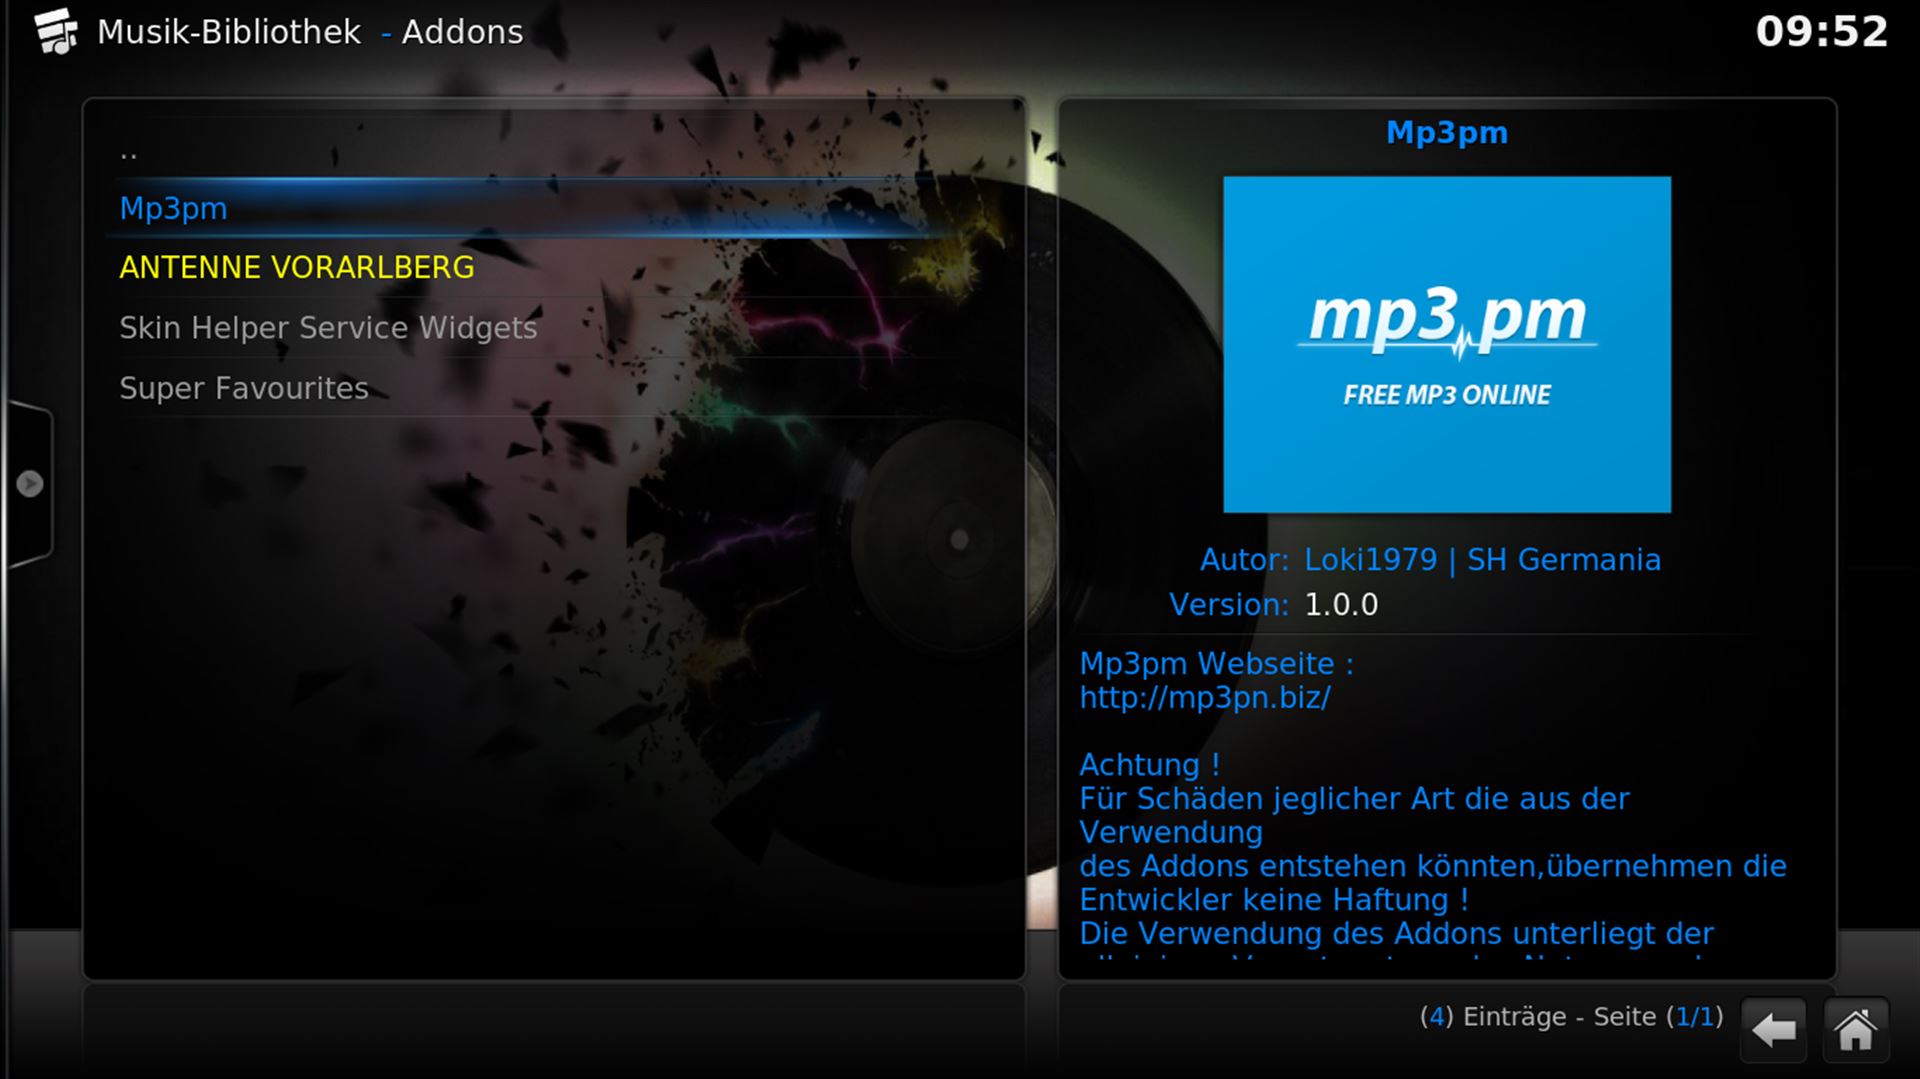 Musik-Bibliothek - Addons
09:52
..
Mp3pm
ANTENNE VORARLBERG
Skin Helper Service Widgets
Super Favourites
Mp3pm
mp3 pm
FREE MP3 ONLINE
Autor: Loki1979 | SH Germania
Version: 1.0.0
Mp3pm Webseite :
http://mp3pn.biz/
Achtung !
Für Schäden jeglicher Art die aus der
Verwendung
des Addons entstehen könnten,übernehmen die
Entwickler keine Haftung !
Die Verwendung des Addons unterliegt der
(4) Einträge - Seite (1/1)